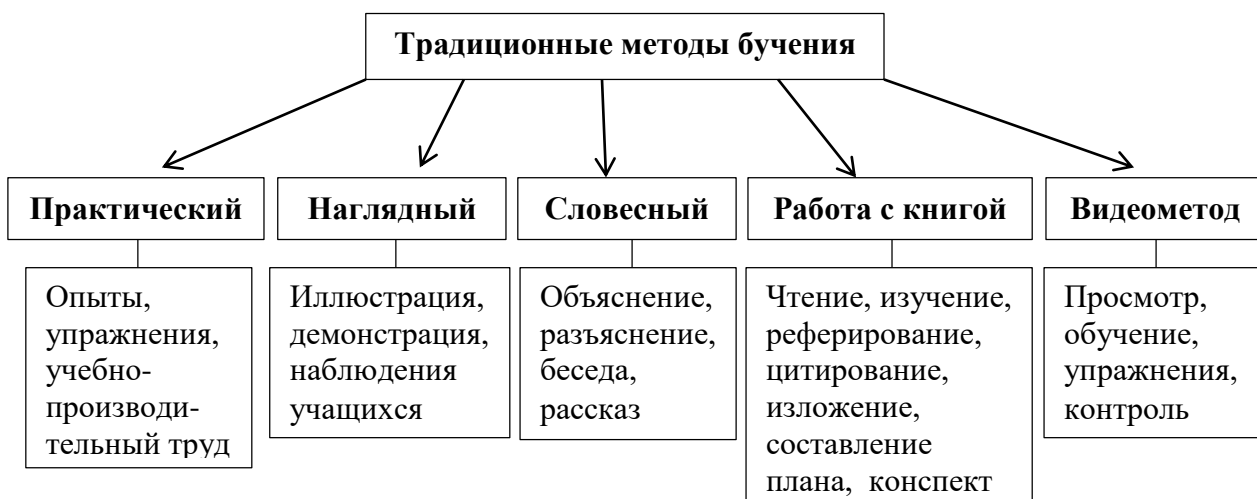 Традиционные методы бучения
Практический
Наглядный
Словесный
Работа с книгой
Видеометод
Опыты,
упражнения,
учебно-
производи-
тельный труд
Иллюстрация,
демонстрация,
наблюдения
учащихся
Объяснение,
разъяснение,
беседа,
рассказ
Чтение, изучение,
реферирование,
цитирование,
изложение,
составление
плана, конспект
Просмотр,
обучение,
упражнения,
контроль